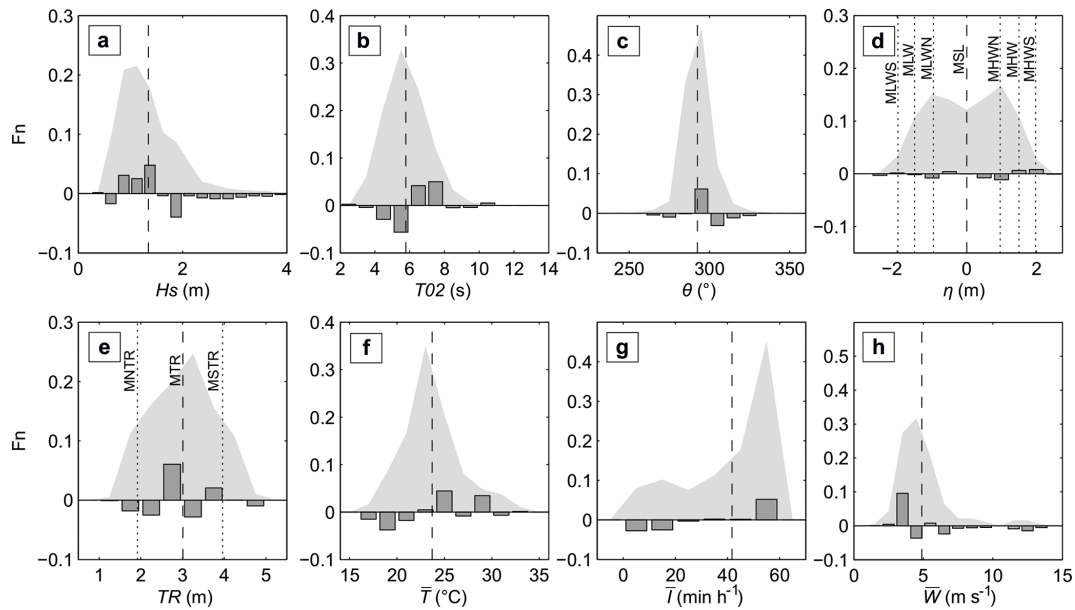 0.3
0.2
0.1
0
−0.1
Fn
a
0
2
4
Hs (m)
0.4
0.3
0.2
0.1
0
−0.1
b
2
4
6
8
10
12
14
T02 (s)
0.4
0.3
0.2
0.1
0
−0.1
c
250
300
350
θ (°)
0.3
0.2
0.1
0
−0.1
d
MLWS
MLW
MLWN
MSL
MHWN
MHW
MHWS
−2
0
2
η (m)
0.3
0.2
0.1
0
−0.1
Fn
e
MNTR
MTR
MSTR
1
2
3
4
5
TR (m)
0.4
0.3
0.2
0.1
0
−0.1
f
15
20
25
30
35
T̅ (°C)
0.4
0.3
0.2
0.1
0
−0.1
g
0
20
40
60
I̅ (min h⁻¹)
0.5
0.4
0.3
0.2
0.1
0
−0.1
h
0
5
10
15
W̅ (m s⁻¹)